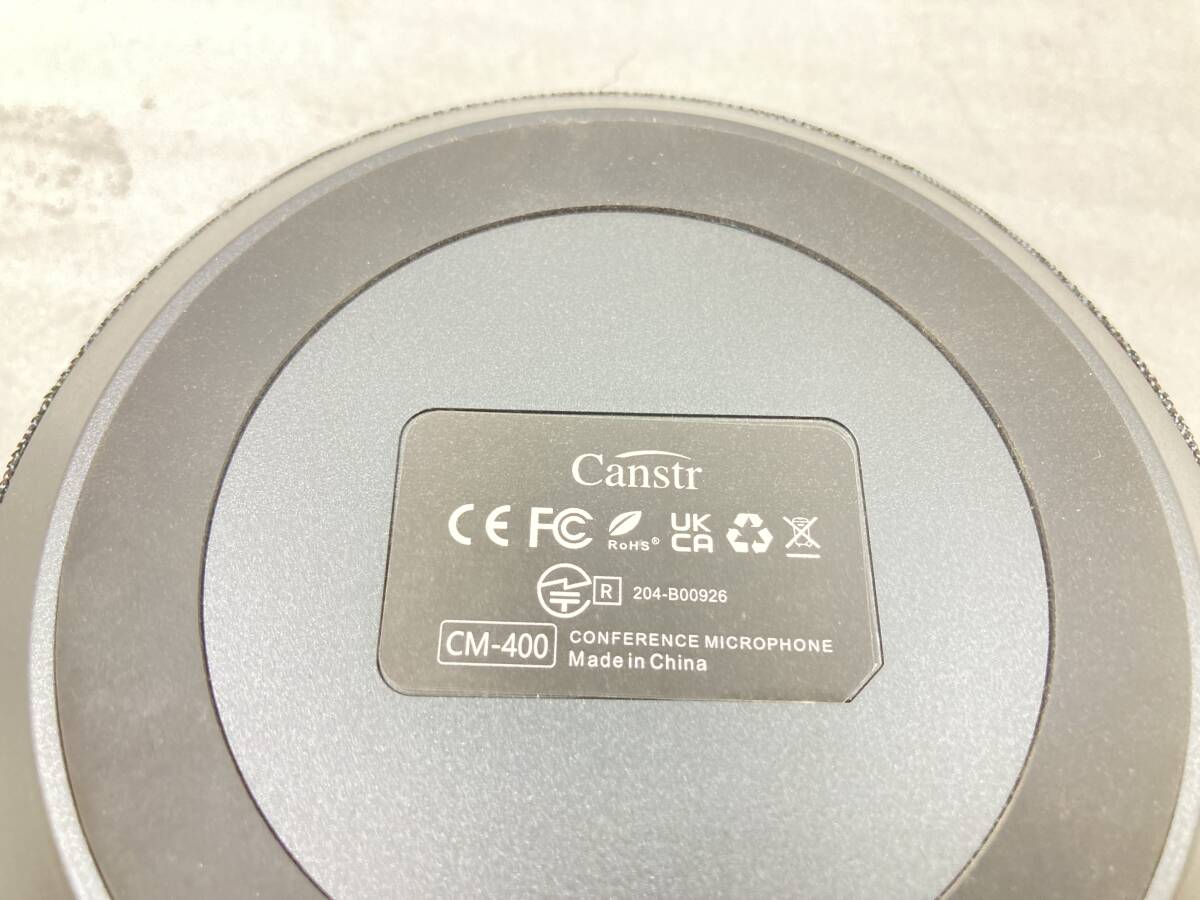 Canstr
CE FC RoHS® UK CA
R 204-B00926
CM-400 CONFERENCE MICROPHONE
Made in China